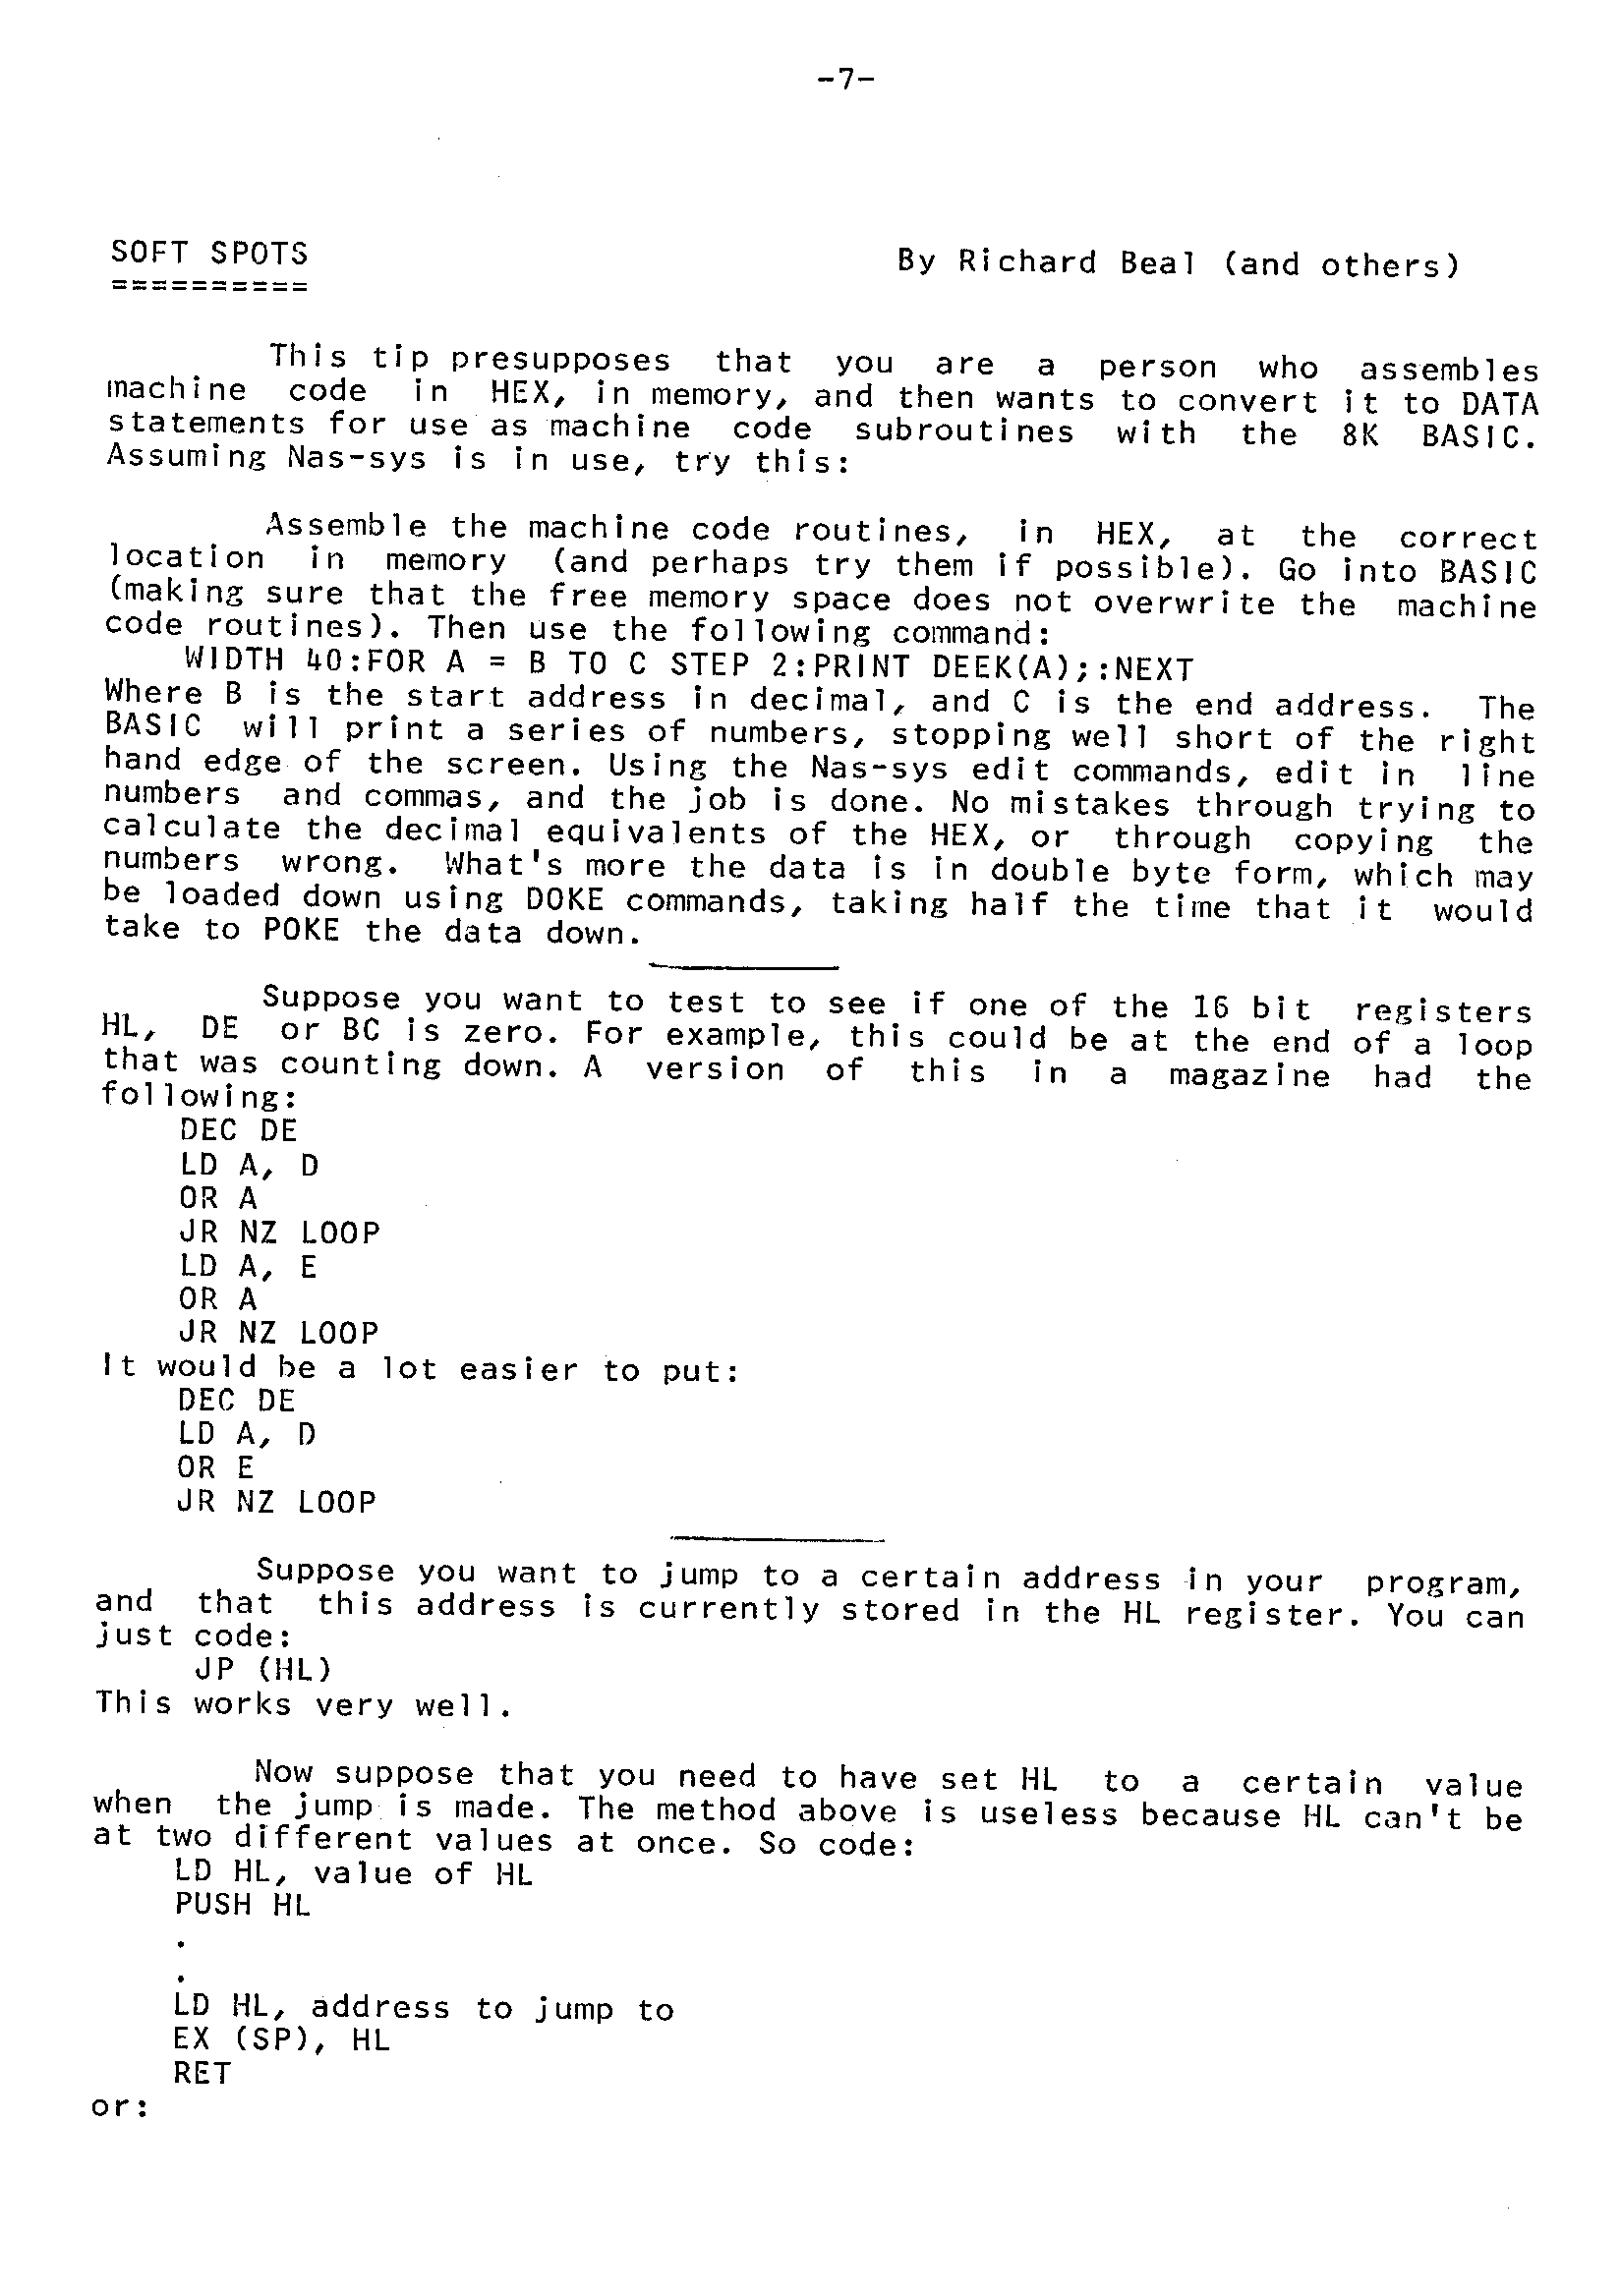 -7-
SOFT SPOTS By Richard Beal (and others)
==========
This tip presupposes that you are a person who assembles
machine code in HEX, in memory, and then wants to convert it to DATA
statements for use as machine code subroutines with the 8K BASIC.
Assuming Nas-sys is in use, try this:
Assemble the machine code routines, in HEX, at the correct
location in memory (and perhaps try them if possible). Go into BASIC
(making sure that the free memory space does not overwrite the machine
code routines). Then use the following command:
WIDTH 40:FOR A = B TO C STEP 2:PRINT DEEK(A);:NEXT
Where B is the start address in decimal, and C is the end address. The
BASIC will print a series of numbers, stopping well short of the right
hand edge of the screen. Using the Nas-sys edit commands, edit in line
numbers and commas, and the job is done. No mistakes through trying to
calculate the decimal equivalents of the HEX, or through copying the
numbers wrong. What's more the data is in double byte form, which may
be loaded down using DOKE commands, taking half the time that it would
take to POKE the data down.
Suppose you want to test to see if one of the 16 bit registers
HL, DE or BC is zero. For example, this could be at the end of a loop
that was counting down. A version of this in a magazine had the
following:
DEC DE
LD A, D
OR A
JR NZ LOOP
LD A, E
OR A
JR NZ LOOP
It would be a lot easier to put:
DEC DE
LD A, D
OR E
JR NZ LOOP
Suppose you want to jump to a certain address in your program,
and that this address is currently stored in the HL register. You can
just code:
JP (HL)
This works very well.
Now suppose that you need to have set HL to a certain value
when the jump is made. The method above is useless because HL can't be
at two different values at once. So code:
LD HL, value of HL
PUSH HL
.
.
LD HL, address to jump to
EX (SP), HL
RET
or: